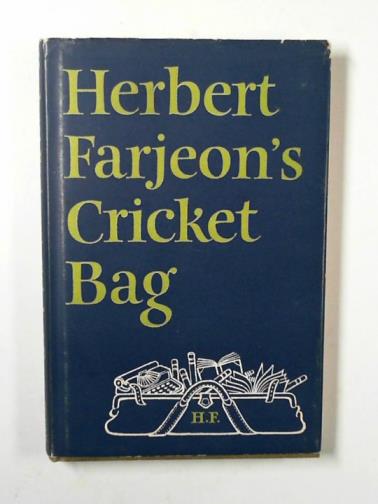 Herbert
Farjeon's
Cricket
Bag
H.F.